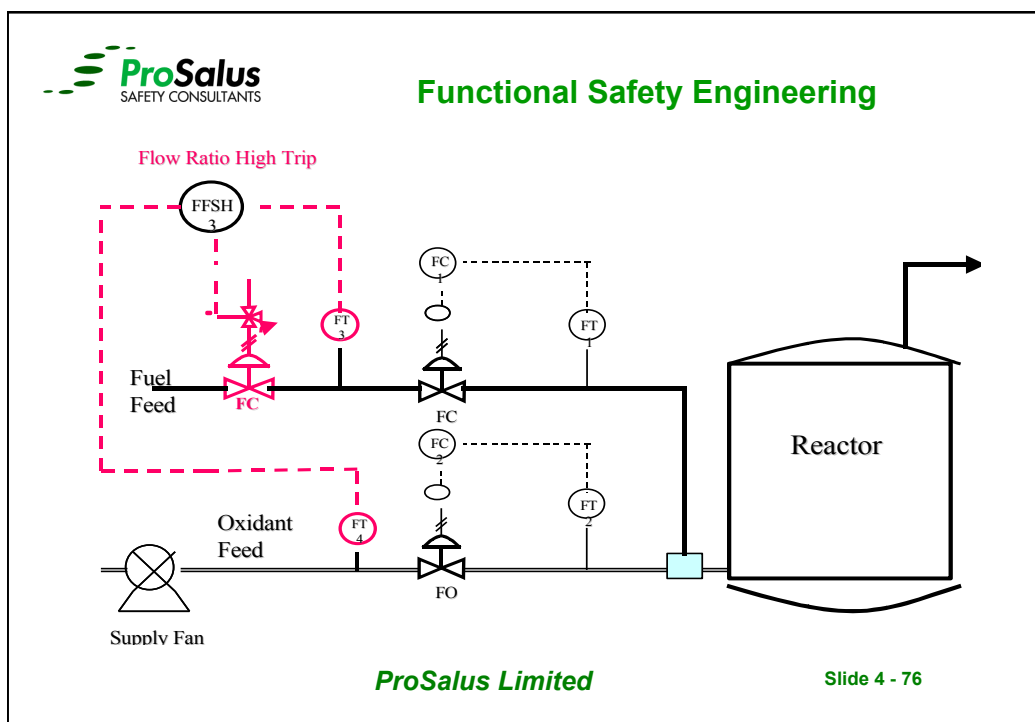 ProSalus
SAFETY CONSULTANTS
Functional Safety Engineering
Flow Ratio High Trip
FFSH
3
FC
1
FT
3
FT
1
Fuel
Feed
FC
FC
FC
2
Reactor
FT
2
Oxidant
Feed
FT
4
FO
Supply Fan
ProSalus Limited
Slide 4 - 76